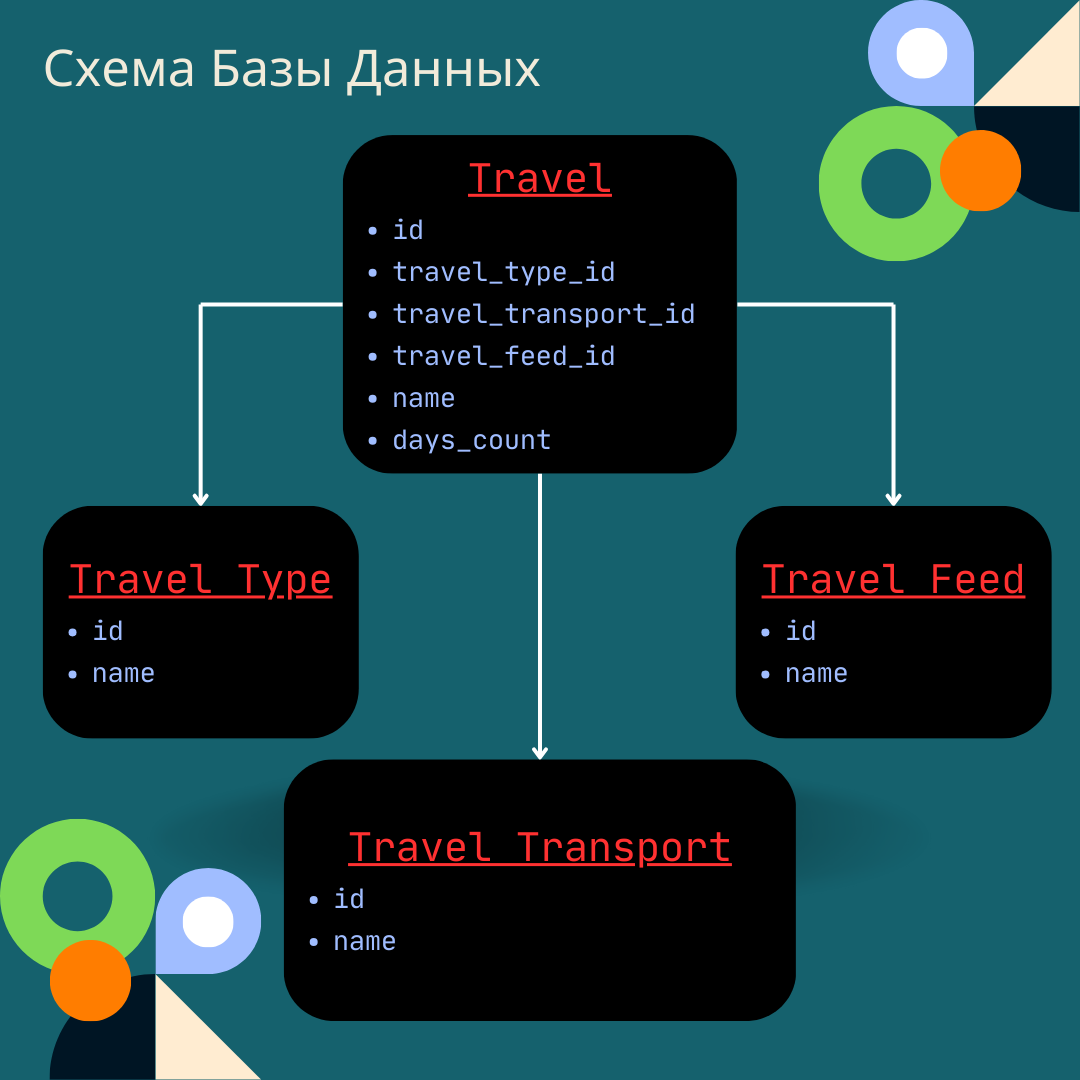 Схема Базы Данных
Travel
id
travel_type_id
travel_transport_id
travel_feed_id
name
days_count
Travel Type
id
name
Travel Feed
id
name
Travel Transport
id
name